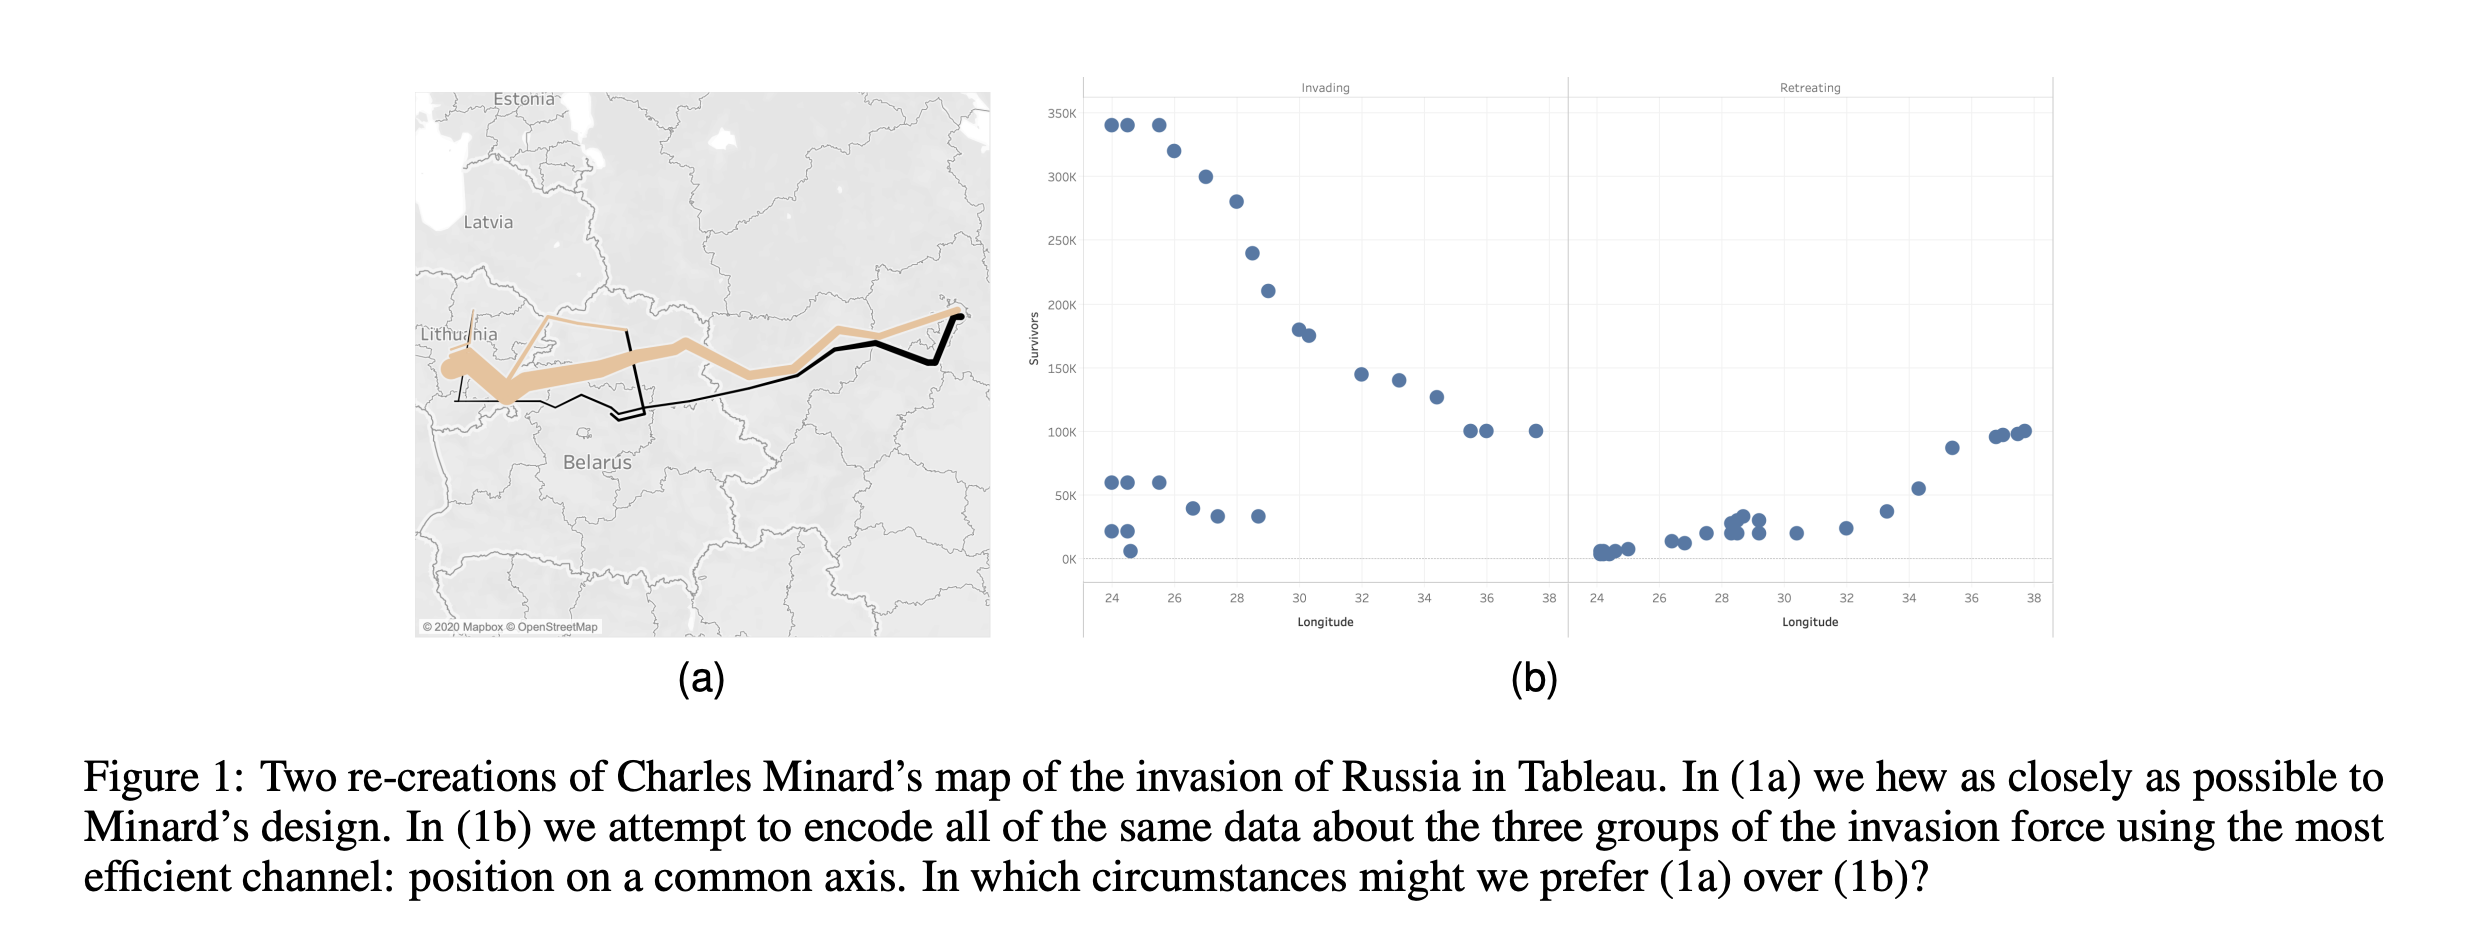 Estonia
Latvia
Lithuania
Belarus
© 2020 Mapbox © OpenStreetMap
(a)
Invading Retreating
350K
300K
250K
200K
150K
100K
50K
0K
Survivors
24 26 28 30 32 34 36 38 24 26 28 30 32 34 36 38
Longitude Longitude
(b)
Figure 1: Two re-creations of Charles Minard’s map of the invasion of Russia in Tableau. In (1a) we hew as closely as possible to
Minard’s design. In (1b) we attempt to encode all of the same data about the three groups of the invasion force using the most
efficient channel: position on a common axis. In which circumstances might we prefer (1a) over (1b)?